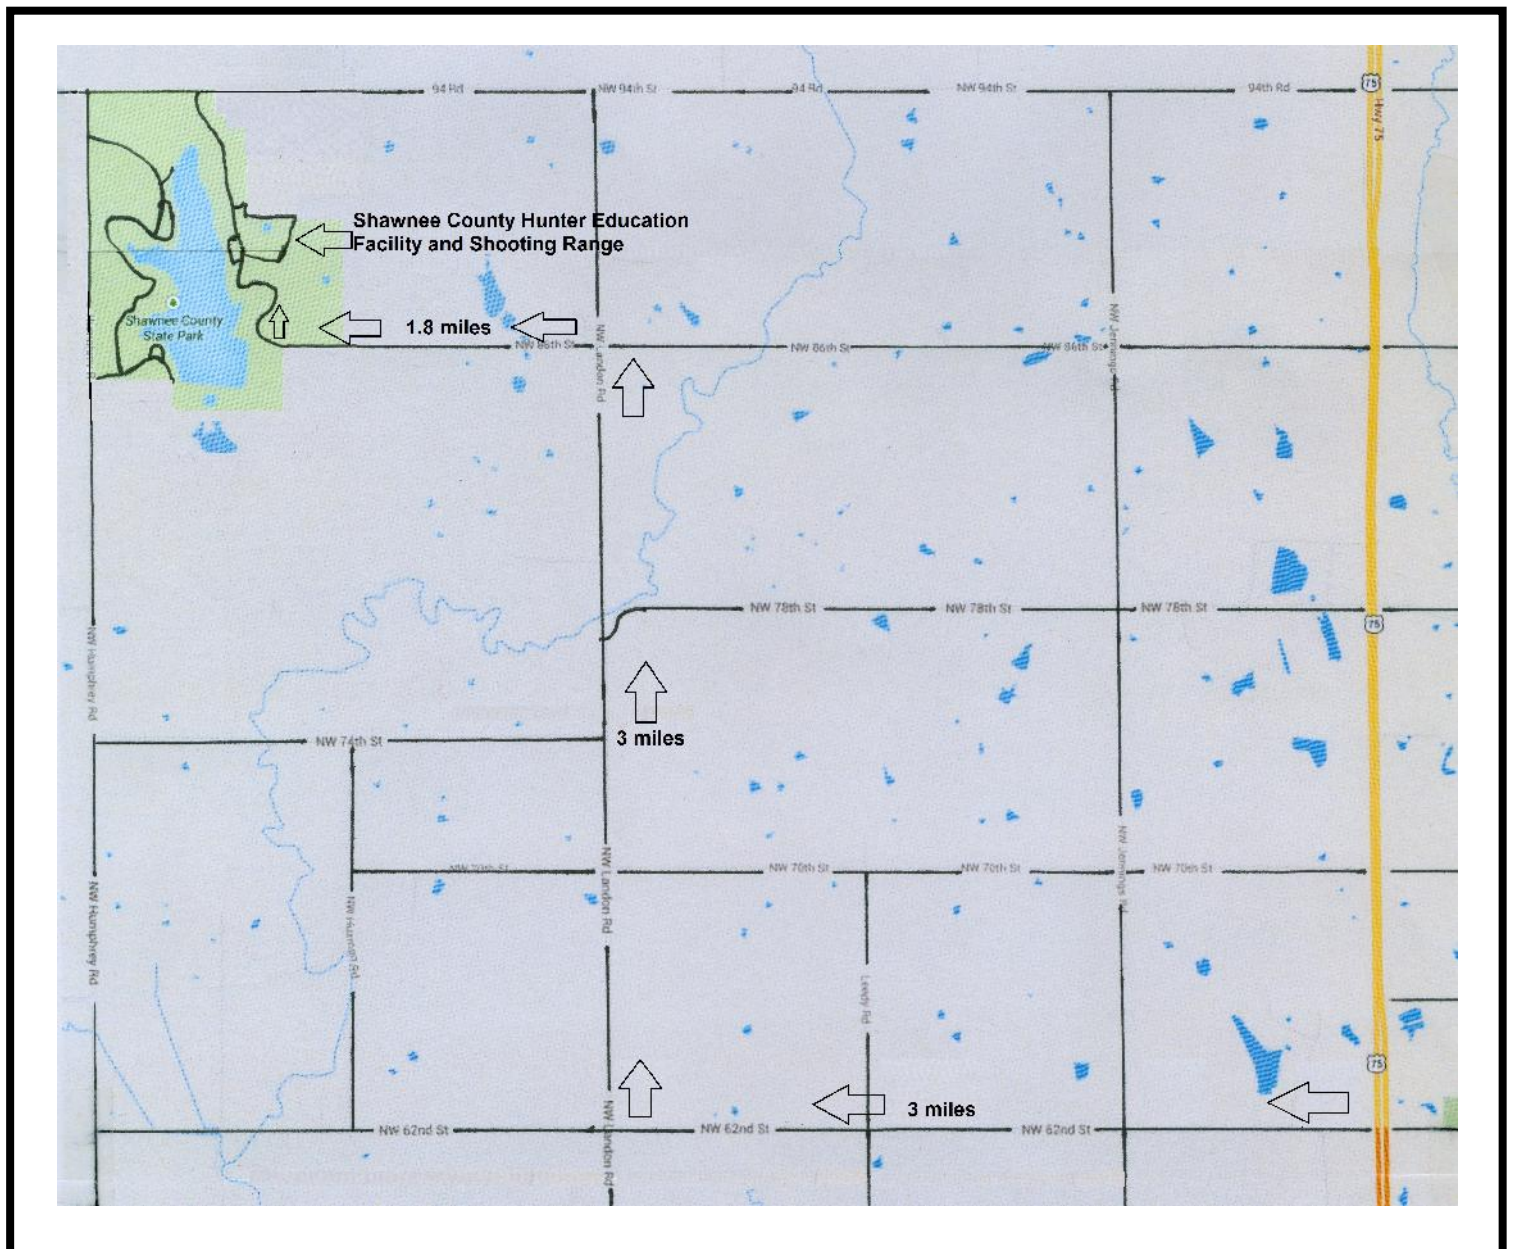 94 Rd
NW 94th St
94 Rd
NW 94th St
94th Rd
75
Hwy 75
Shawnee County Hunter Education
Facility and Shooting Range
Shawnee County
State Park
1.8 miles
NW 86th St
NW Landon Rd
NW 86th St
NW 86th St
NW Jennings Rd
NW 78th St
NW 78th St
NW 78th St
75
NW Humphrey Rd
3 miles
NW 74th St
NW 70th St
NW 70th St
NW 70th St
NW 70th St
NW Landon Rd
NW Jennings Rd
NW Humphrey Rd
Rd
Rd
75
3 miles
NW 62nd St
NW Landon Rd
NW 62nd St
NW 62nd St